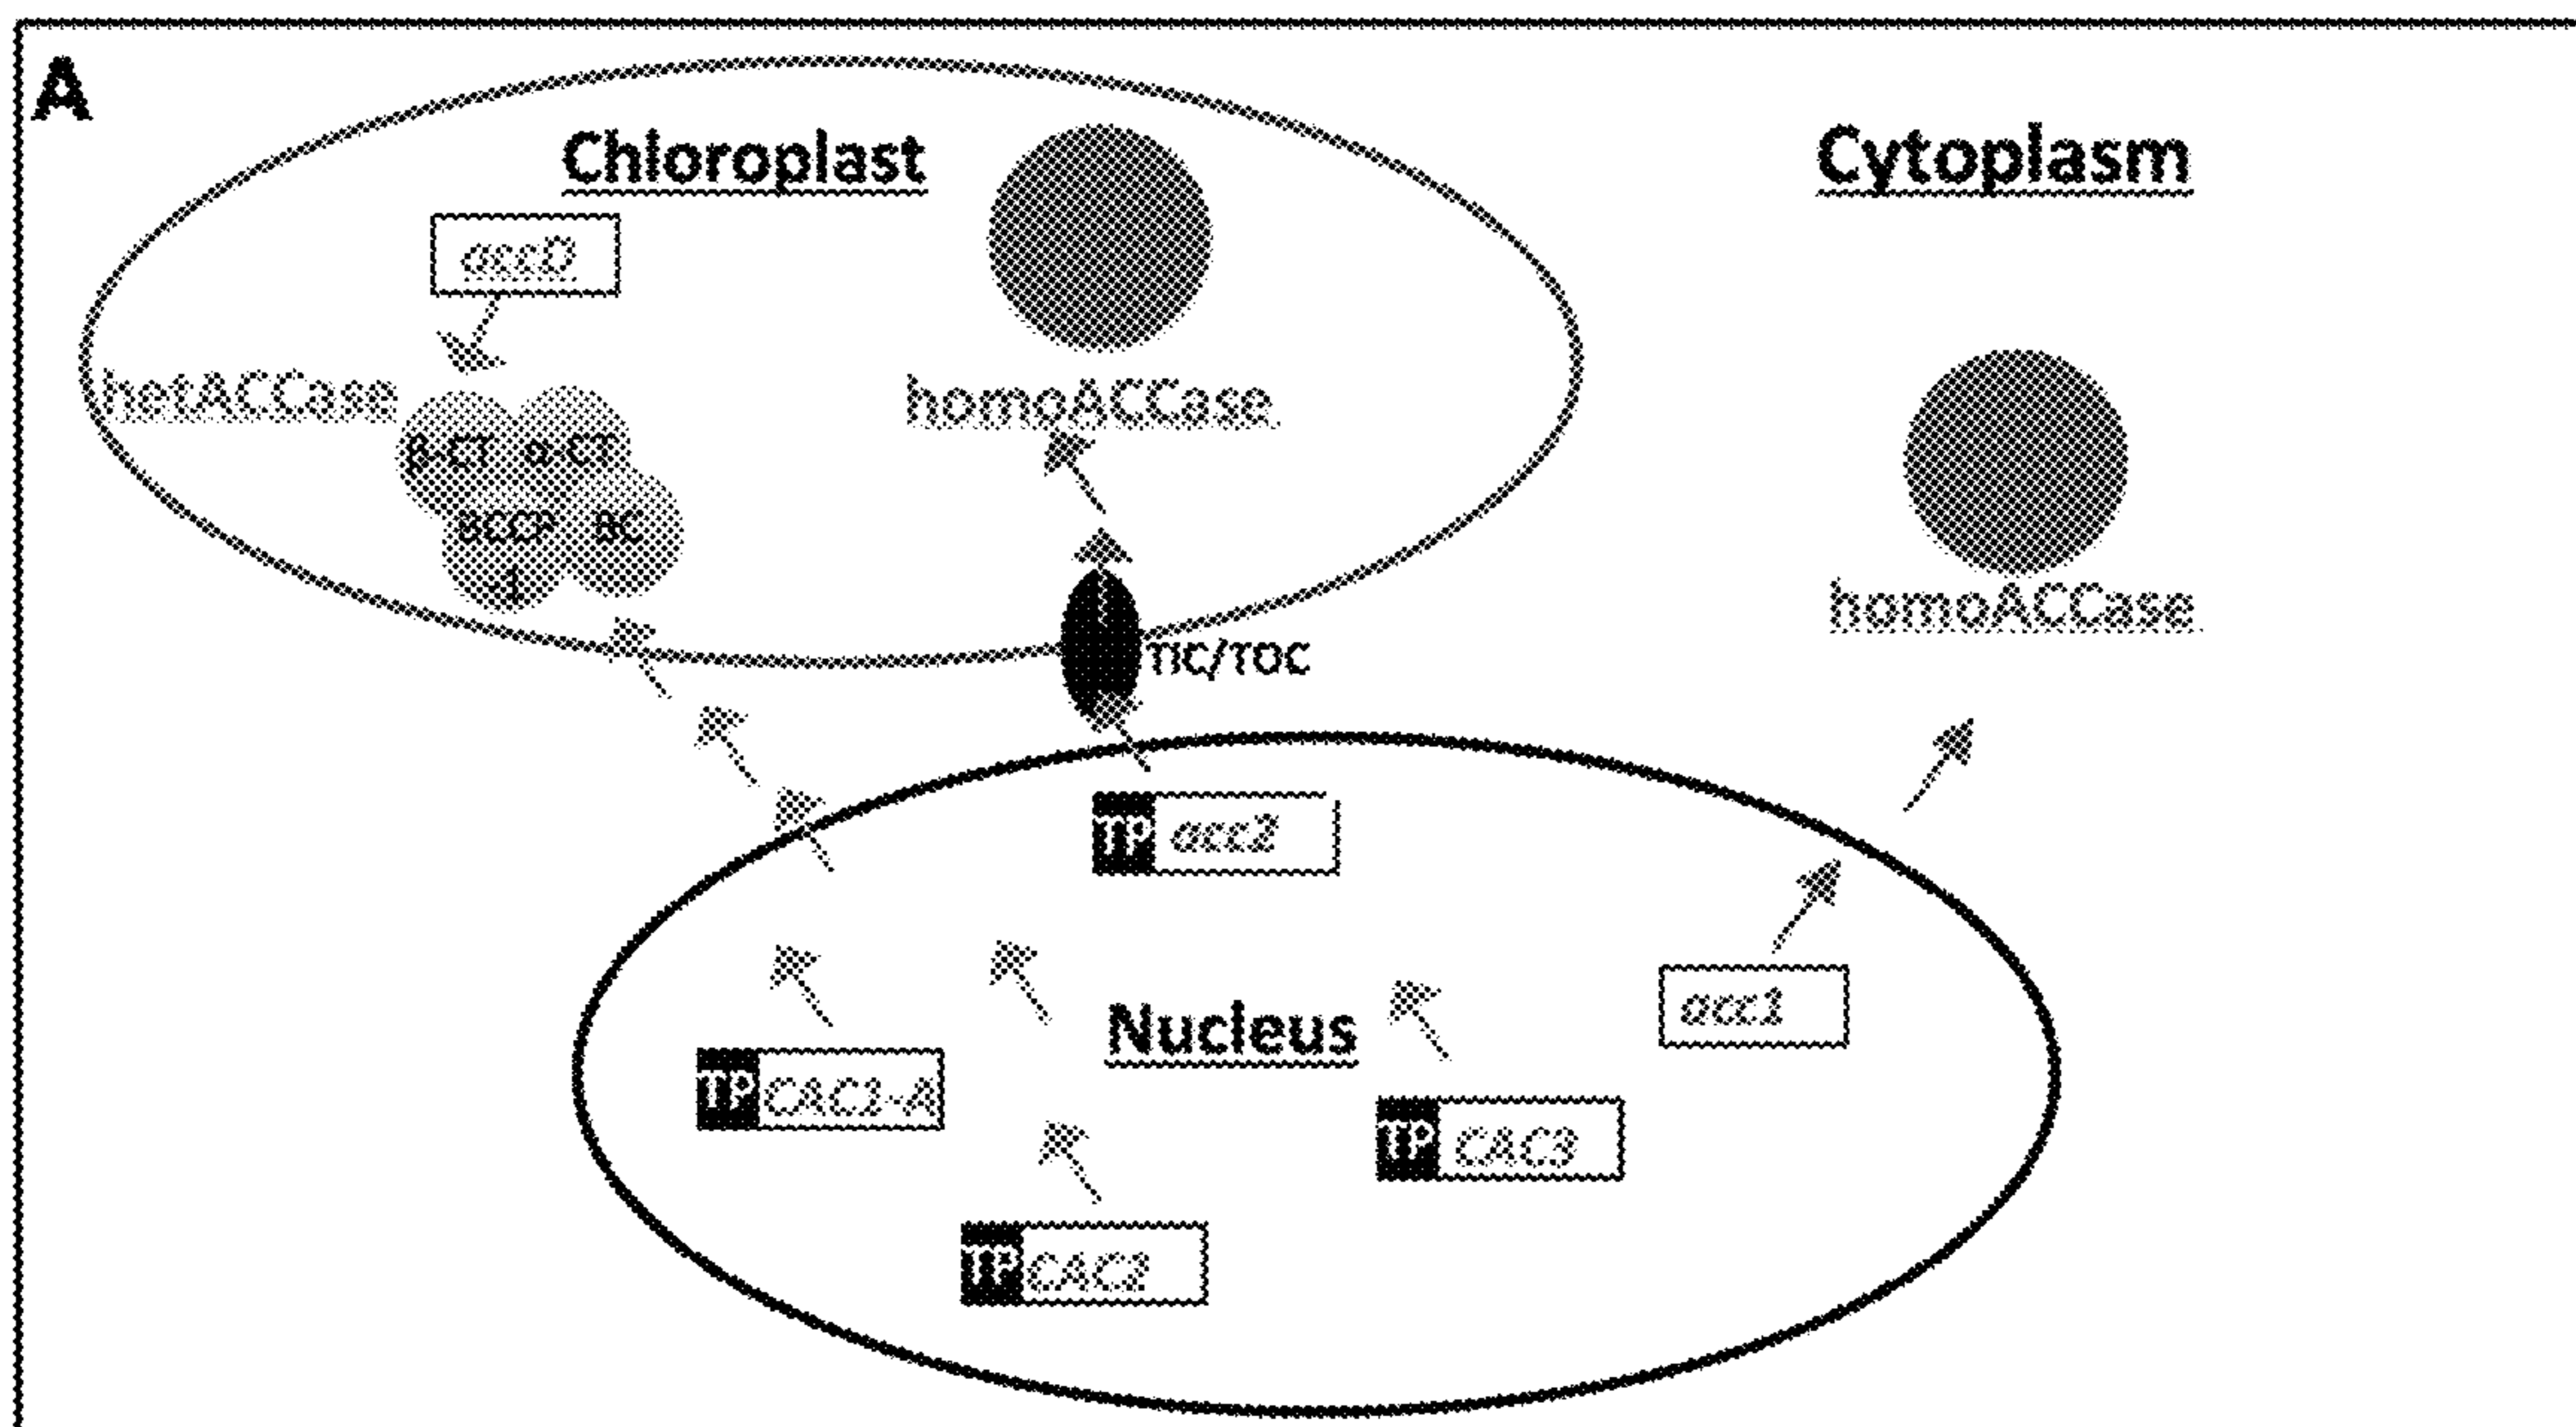 A
Chloroplast
Cytoplasm
accD
hetACCase
homoACCase
β-CT α-CT
BCCP BC
-1
homoACCase
TIC/TOC
TP acc2
acc1
Nucleus
TP CAC1-A
TP CAC3
TP CAC2